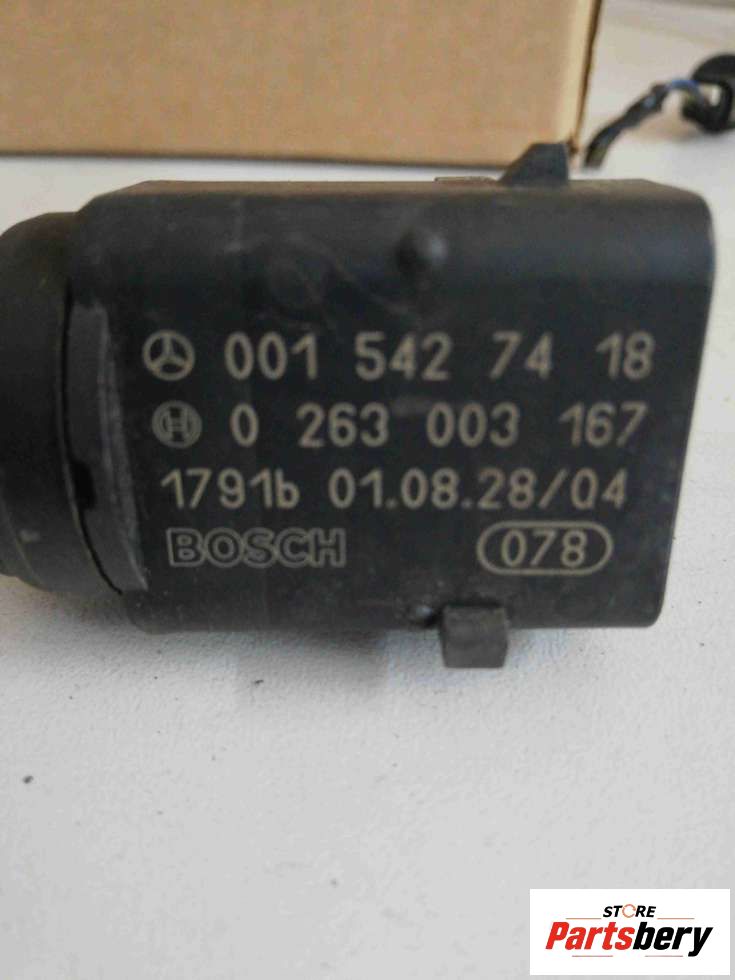 001 542 74 18
0 263 003 167
1791b 01.08.28/04
BOSCH 078
STORE
Partsbery